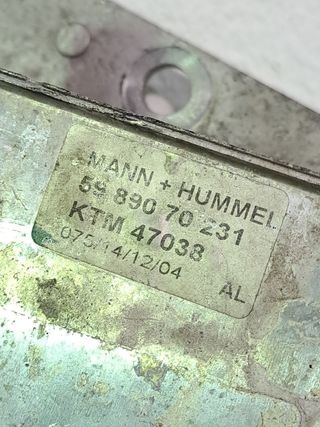 MANN + HUMMEL
59 890 70 231
KTM 47038
075/14/12/04
AL